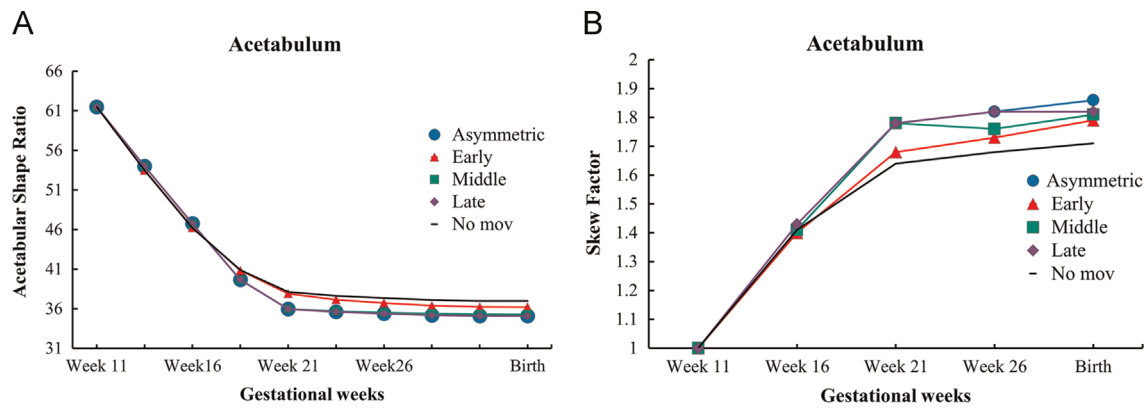 A
Acetabulum
Acetabular Shape Ratio
66
61
56
51
46
41
36
31
Asymmetric
Early
Middle
Late
No mov
Week 11
Week16
Week 21
Week26
Birth
Gestational weeks
B
Acetabulum
Skew Factor
2
1.9
1.8
1.7
1.6
1.5
1.4
1.3
1.2
1.1
1
Asymmetric
Early
Middle
Late
No mov
Week 11
Week 16
Week 21
Week 26
Birth
Gestational weeks